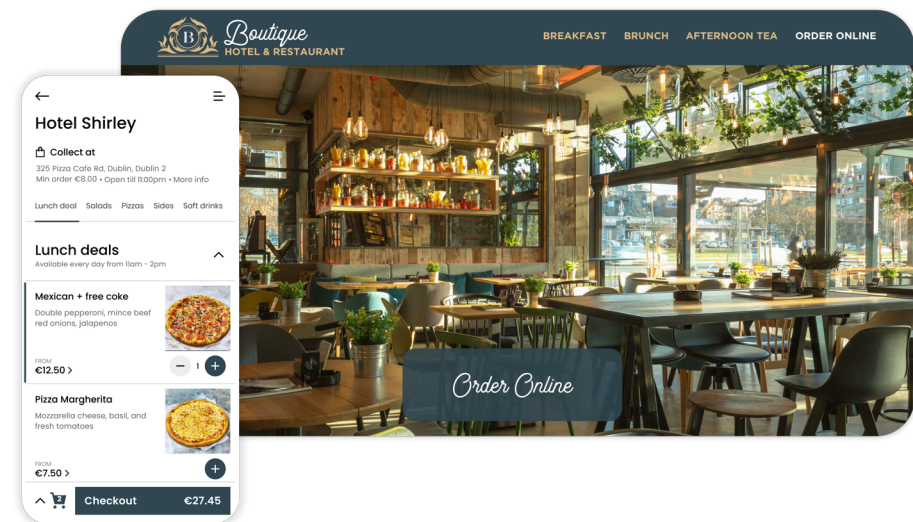 B
Boutique
HOTEL & RESTAURANT
BREAKFAST BRUNCH AFTERNOON TEA ORDER ONLINE
Hotel Shirley
Collect at
325 Pizza Cafe Rd, Dublin, Dublin 2
Min order €8.00 • Open till 11:00pm • More info
Lunch deal Salads Pizzas Sides Soft drinks
Lunch deals
Available every day from 11am - 2pm
Mexican + free coke
Double pepperoni, mince beef
red onions, jalapenos
FROM
€12.50 >
1
Pizza Margherita
Mozzarella cheese, basil, and
fresh tomatoes
FROM
€7.50 >
2
Checkout €27.45
Order Online